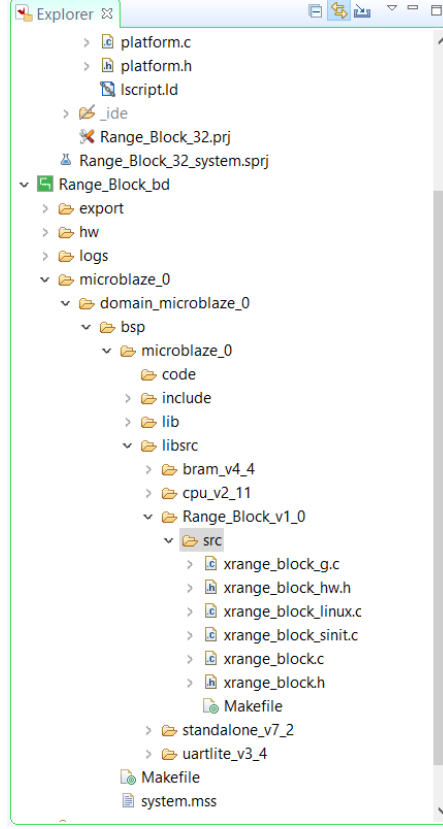 Explorer
platform.c
platform.h
lscript.ld
_ide
Range_Block_32.prj
Range_Block_32_system.sprj
Range_Block_bd
export
hw
logs
microblaze_0
domain_microblaze_0
bsp
microblaze_0
code
include
lib
libsrc
bram_v4_4
cpu_v2_11
Range_Block_v1_0
src
xrange_block_g.c
xrange_block_hw.h
xrange_block_linux.c
xrange_block_sinit.c
xrange_block.c
xrange_block.h
Makefile
standalone_v7_2
uartlite_v3_4
Makefile
system.mss